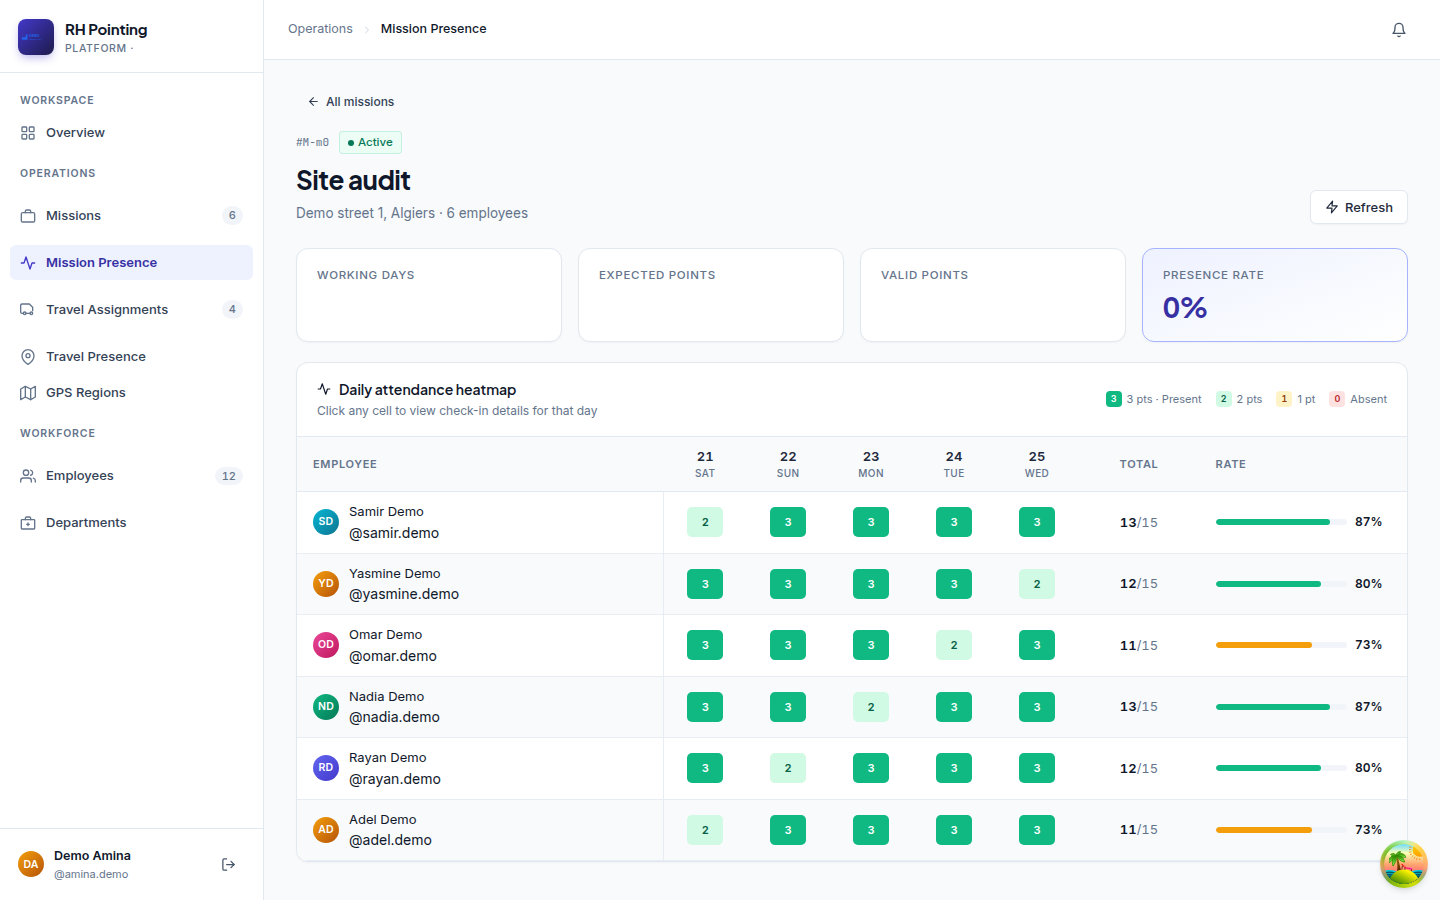 RH Pointing
PLATFORM ·
WORKSPACE
Overview
OPERATIONS
Missions 6
Mission Presence
Travel Assignments 4
Travel Presence
GPS Regions
WORKFORCE
Employees 12
Departments
DA Demo Amina
@amina.demo
Operations Mission Presence
All missions
#M-m0 Active
Site audit
Demo street 1, Algiers · 6 employees
Refresh
WORKING DAYS
EXPECTED POINTS
VALID POINTS
PRESENCE RATE
0%
Daily attendance heatmap
Click any cell to view check-in details for that day
3 3 pts · Present 2 2 pts 1 1 pt 0 Absent
EMPLOYEE 21 SAT 22 SUN 23 MON 24 TUE 25 WED TOTAL RATE
SD Samir Demo
@samir.demo
2 3 3 3 3 13/15 87%
YD Yasmine Demo
@yasmine.demo
3 3 3 3 2 12/15 80%
OD Omar Demo
@omar.demo
3 3 3 2 3 11/15 73%
ND Nadia Demo
@nadia.demo
3 3 2 3 3 13/15 87%
RD Rayan Demo
@rayan.demo
3 2 3 3 3 12/15 80%
AD Adel Demo
@adel.demo
2 3 3 3 3 11/15 73%